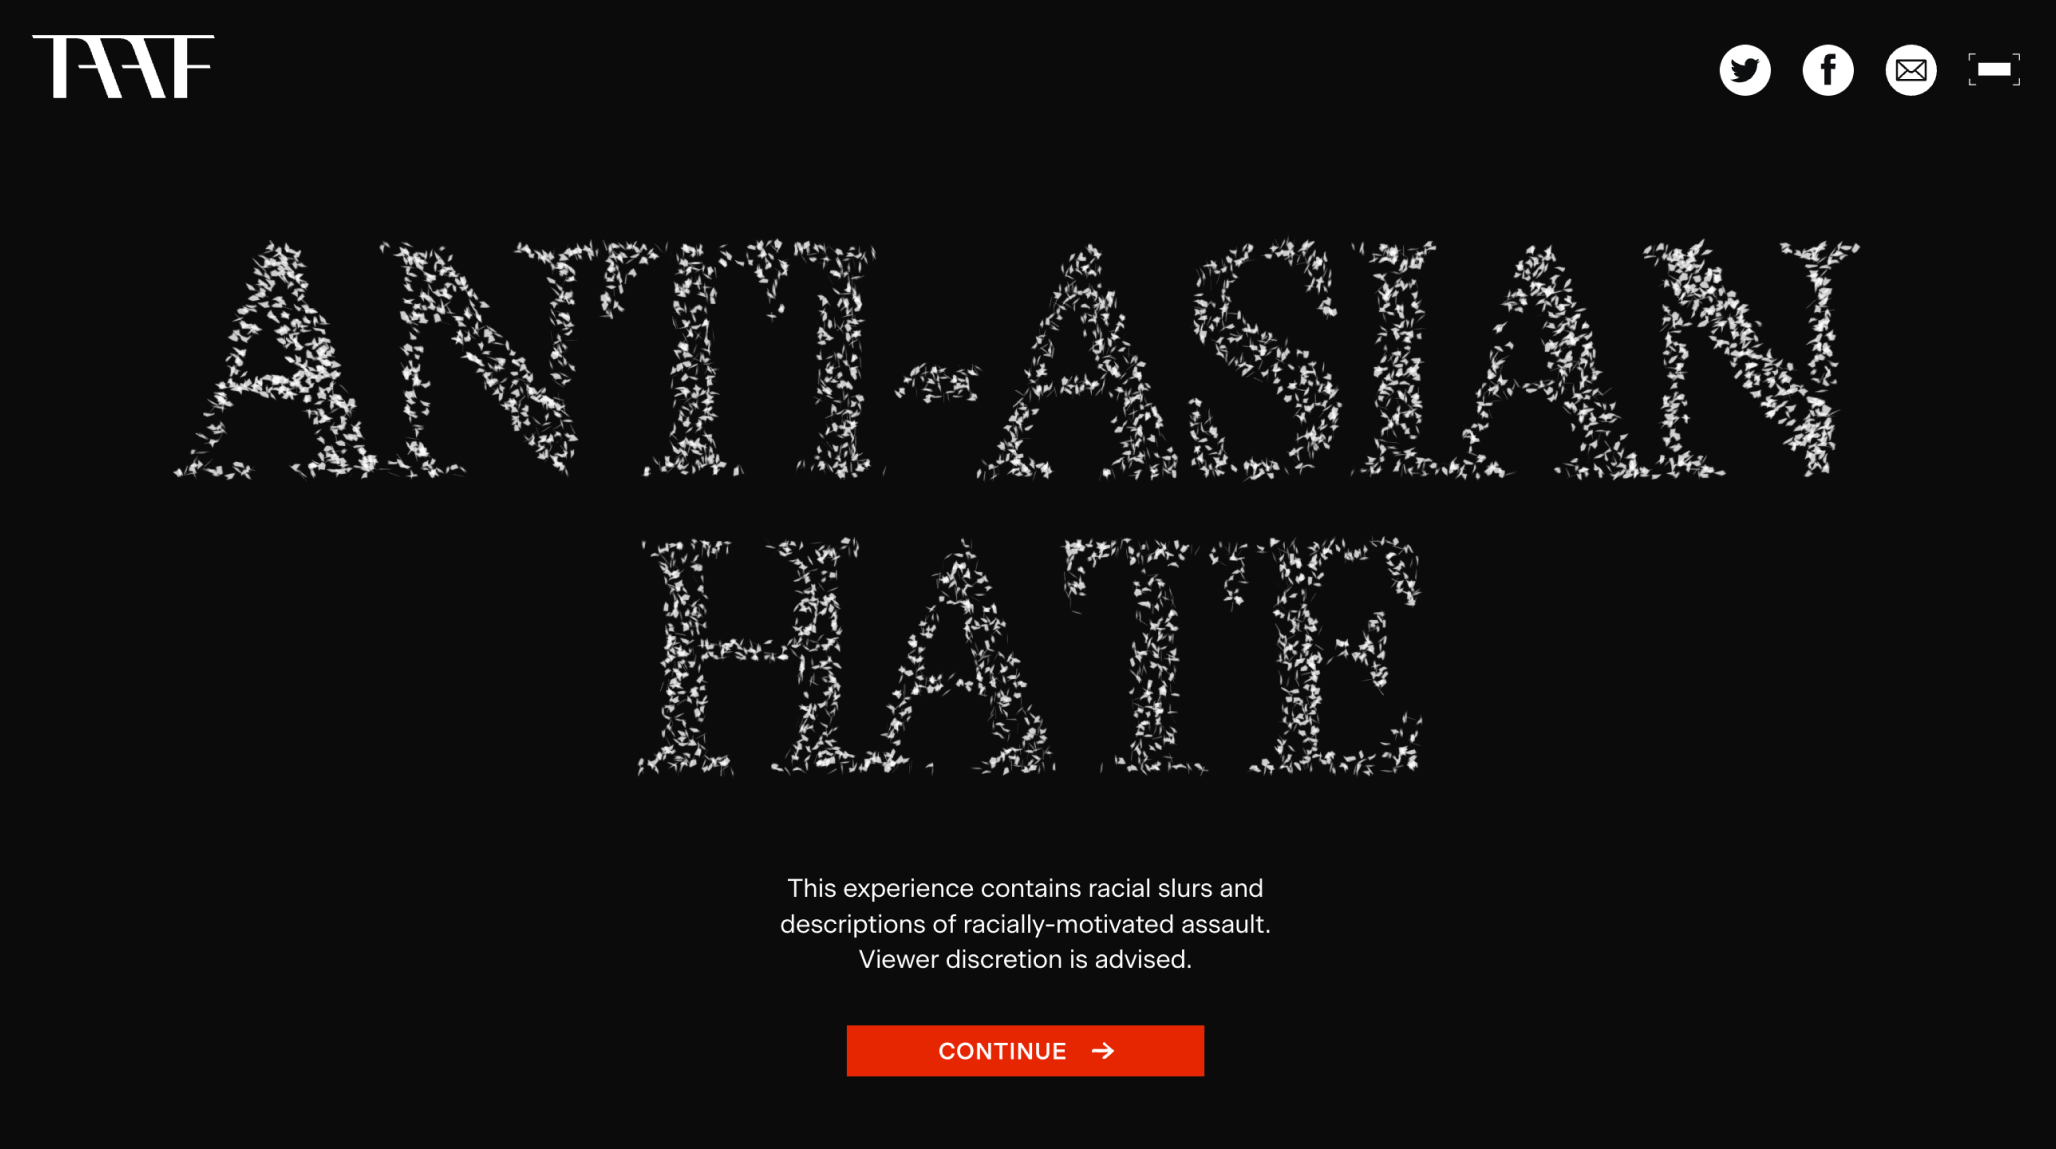 TAAF
ANTI-ASIAN
HATE
This experience contains racial slurs and
descriptions of racially-motivated assault.
Viewer discretion is advised.
CONTINUE →